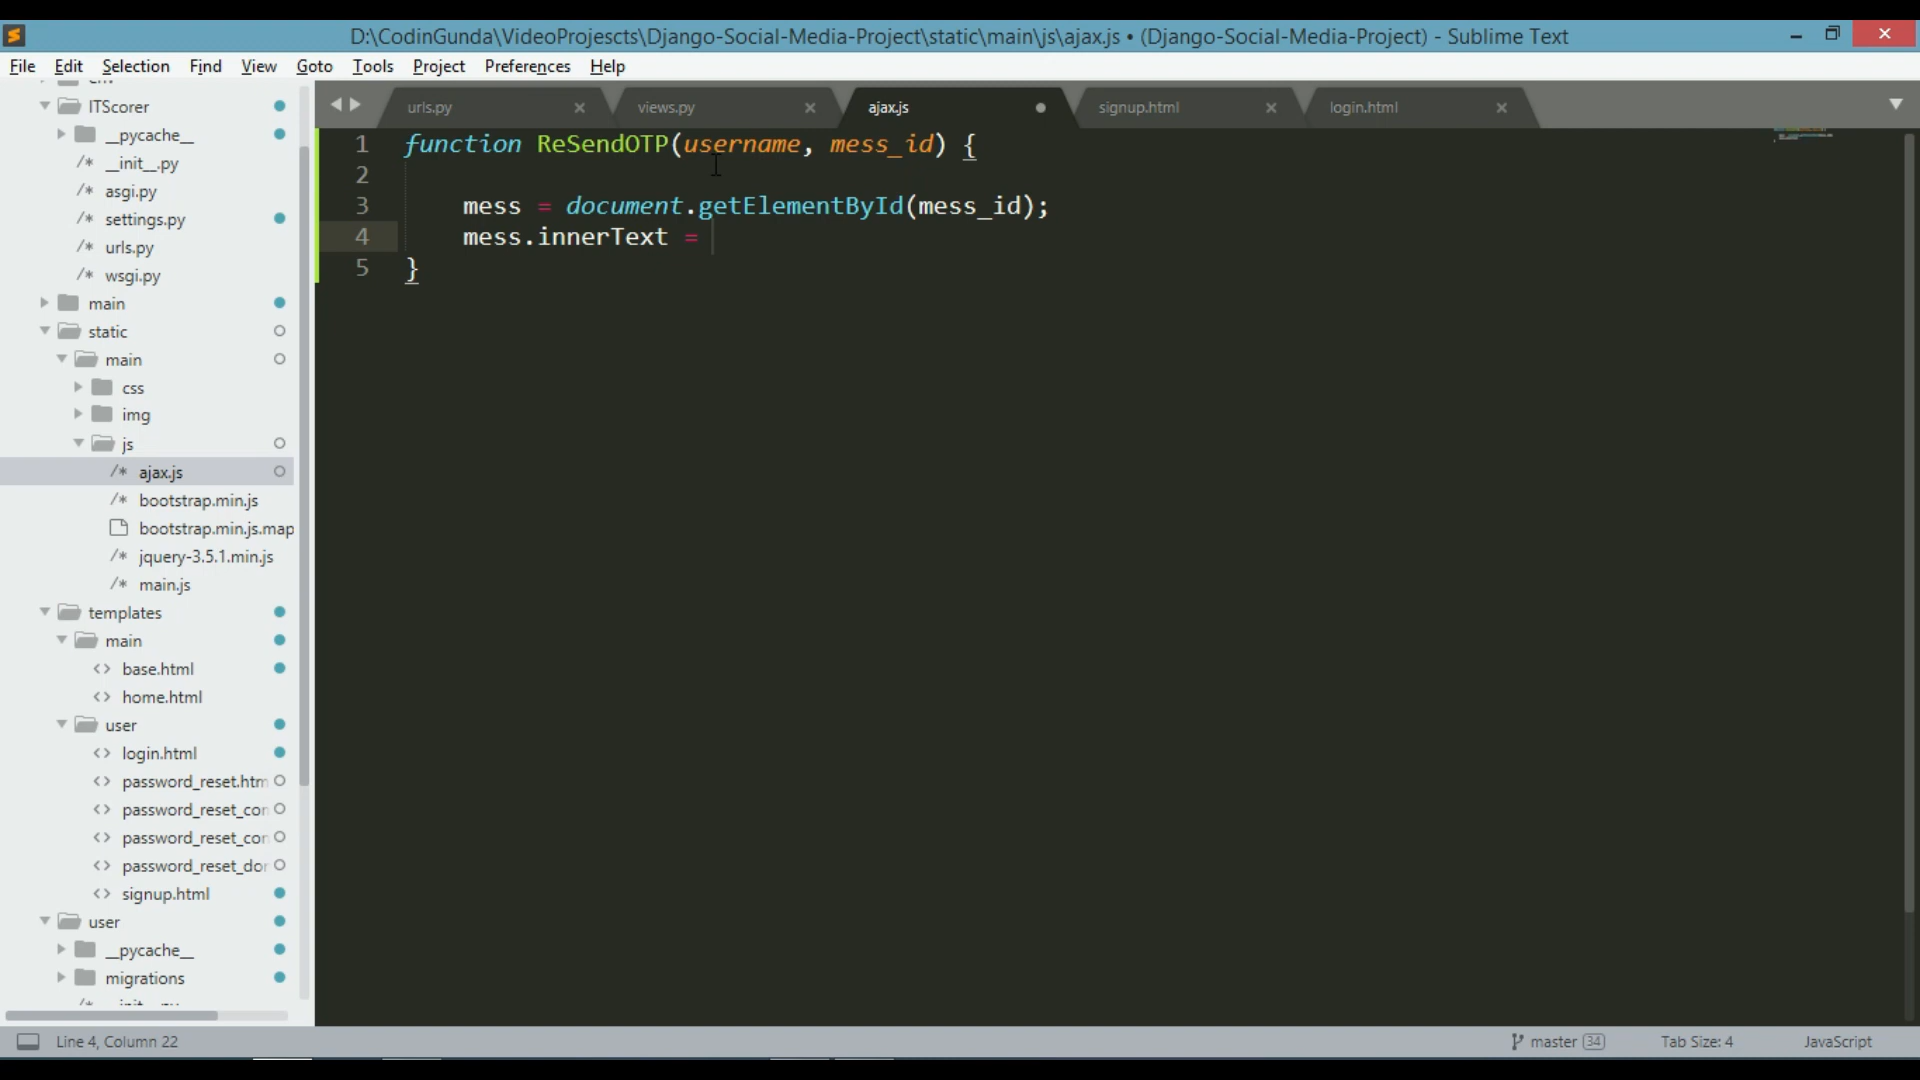 D:\CodinGunda\VideoProjescts\Django-Social-Media-Project\static\main\js\ajax.js • (Django-Social-Media-Project) - Sublime Text
File Edit Selection Find View Goto Tools Project Preferences Help
ITScorer
__pycache__
/* __init__.py
/* asgi.py
/* settings.py
/* urls.py
/* wsgi.py
main
static
main
css
img
js
/* ajax.js
/* bootstrap.min.js
bootstrap.min.js.map
/* jquery-3.5.1.min.js
/* main.js
templates
main
<> base.html
<> home.html
user
<> login.html
<> password_reset.htm
<> password_reset_con
<> password_reset_con
<> password_reset_dor
<> signup.html
user
__pycache__
migrations
urls.py views.py ajax.js signup.html login.html
1 function ReSendOTP(username, mess_id) {
2
3 mess = document.getElementById(mess_id);
4 mess.innerText =
5 }
Line 4, Column 22 master 34 Tab Size: 4 JavaScript